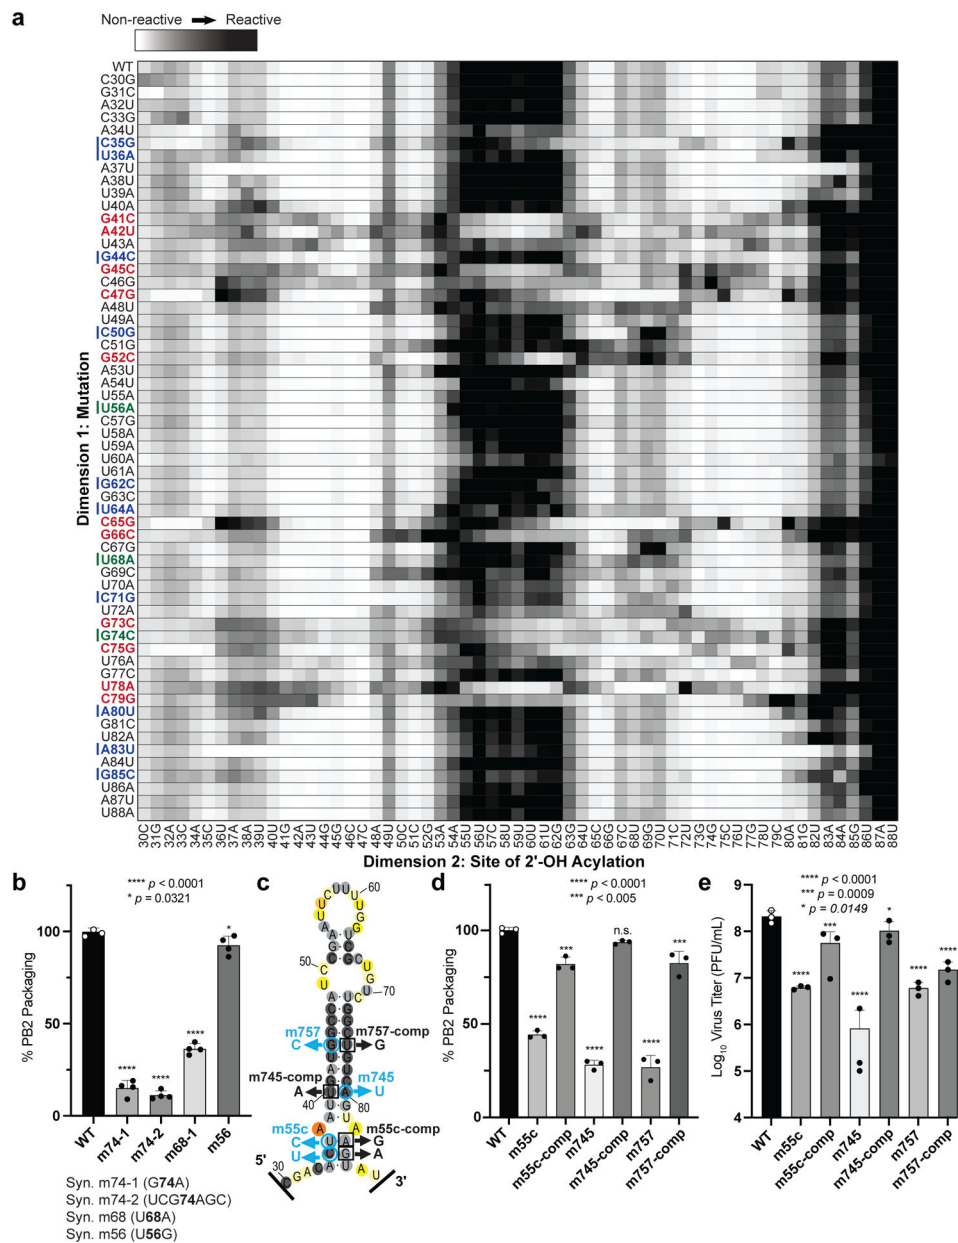 a
Non-reactive Reactive
Dimension 1: Mutation
WT
C30G
G31C
A32U
C33G
A34U
C35G
U36A
A37U
A38U
U39A
U40A
G41C
A42U
U43A
G44C
G45C
C46G
C47G
A48U
U49A
C50G
C51G
G52C
A53U
A54U
U55A
U56A
C57G
U58A
U59A
U60A
U61A
G62C
G63C
U64A
C65G
G66C
C67G
U68A
G69C
U70A
C71G
U72A
G73C
G74C
C75G
U76A
G77C
U78A
C79G
A80U
G81C
U82A
A83U
A84U
G85C
U86A
A87U
U88A
30C 31G 32A 33C 34A 35C 36U 37A 38A 39U 40U 41G 42A 43U 44G 45G 46C 47C 48A 49U 50C 51C 52G 53A 54A 55U 56U 57C 58U 59U 60U 61U 62G 63G 64U 65C 66G 67C 68U 69G 70U 71C 72U 73G 74G 75C 76U 77G 78U 79C 80A 81G 82U 83A 84A 85G 86U 87A 88U
Dimension 2: Site of 2'-OH Acylation
b
**** p < 0.0001
* p = 0.0321
% PB2 Packaging
100
50
0
**** **** **** *
WT m74-1 m74-2 m68-1 m56
Syn. m74-1 (G74A)
Syn. m74-2 (UCG74AGC)
Syn. m68 (U68A)
Syn. m56 (U56G)
c
60
50
70
m757 m757-comp
C G
m745-comp m745
A U
40 80
m55c m55c-comp
C G
U A
5' 30 3'
d
**** p < 0.0001
*** p < 0.005
% PB2 Packaging
100
50
0
**** *** **** n.s. **** ***
WT m55c m55c-comp m745 m745-comp m757 m757-comp
e
**** p < 0.0001
*** p = 0.0009
* p = 0.0149
Log10 Virus Titer (PFU/mL)
9
8
7
6
5
4
**** *** **** * **** ****
WT m55c m55c-comp m745 m745-comp m757 m757-comp